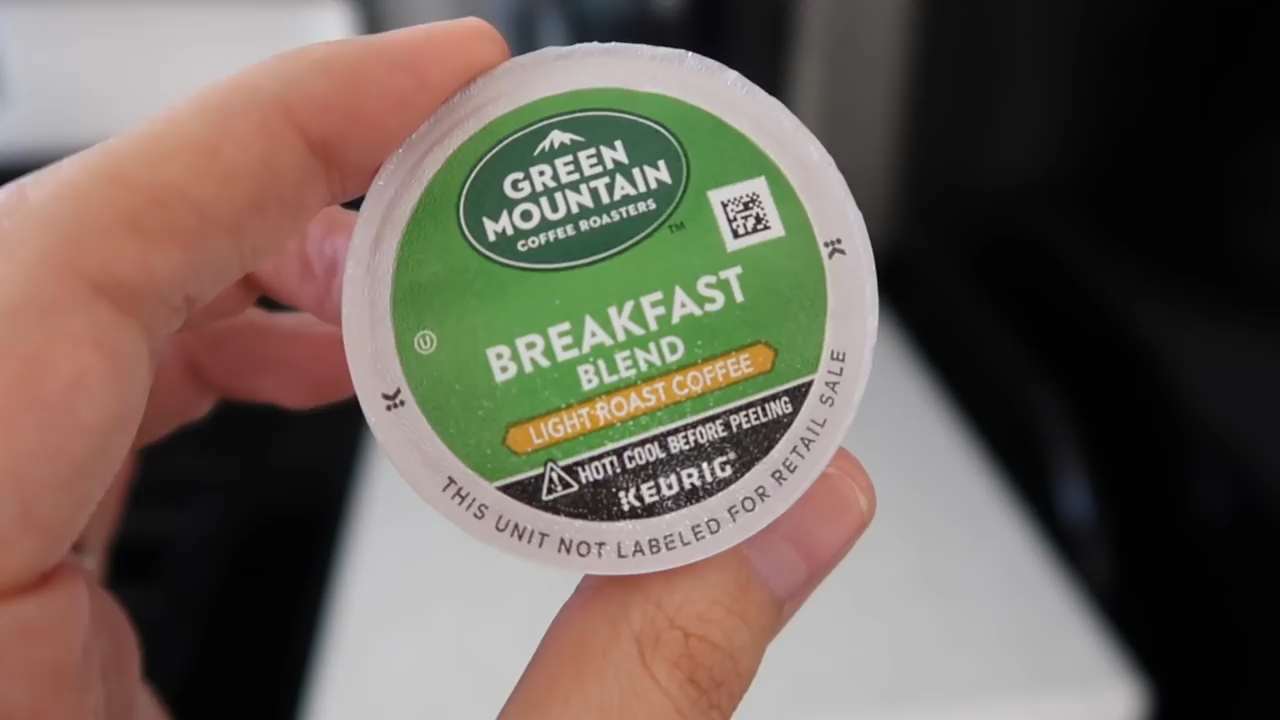 GREEN
MOUNTAIN
COFFEE ROASTERS
TM
BREAKFAST
BLEND
U
LIGHT ROAST COFFEE
HOT! COOL BEFORE PEELING
KEURIG
THIS UNIT NOT LABELED FOR RETAIL SALE